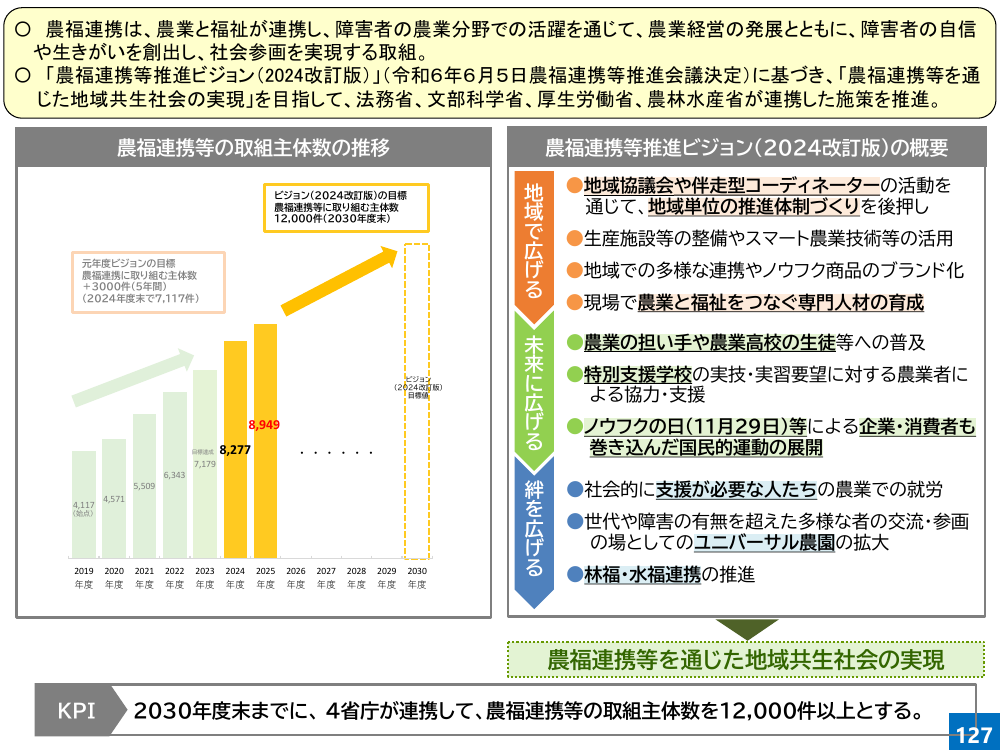 ○　農福連携は、農業と福祉が連携し、障害者の農業分野での活躍を通じて、農業経営の発展とともに、障害者の自信
や生きがいを創出し、社会参画を実現する取組。
○　「農福連携等推進ビジョン（2024改訂版）」（令和６年６月５日農福連携等推進会議決定）に基づき、「農福連携等を通
じた地域共生社会の実現」を目指して、法務省、文部科学省、厚生労働省、農林水産省が連携した施策を推進。
農福連携等の取組主体数の推移
ビジョン（2024改訂版）の目標
農福連携等に取り組む主体数
12,000件（2030年度末）
元年度ビジョンの目標
農福連携に取り組む主体数
＋3000件（5年間）
（2024年度末で7,117件）
ビジョン
（2024改訂版）
目標値
4,117
（始点）
4,571
5,509
6,343
目標達成
7,179
8,277
8,949
・・・・・・
2019 2020 2021 2022 2023 2024 2025 2026 2027 2028 2029 2030
年度 年度 年度 年度 年度 年度 年度 年度 年度 年度 年度 年度
農福連携等推進ビジョン（2024改訂版）の概要
地域で広げる
●地域協議会や伴走型コーディネーターの活動を
通じて、地域単位の推進体制づくりを後押し
●生産施設等の整備やスマート農業技術等の活用
●地域での多様な連携やノウフク商品のブランド化
●現場で農業と福祉をつなぐ専門人材の育成
未来に広げる
●農業の担い手や農業高校の生徒等への普及
●特別支援学校の実技・実習要望に対する農業者に
よる協力・支援
●ノウフクの日（11月29日）等による企業・消費者も
巻き込んだ国民的運動の展開
絆を広げる
●社会的に支援が必要な人たちの農業での就労
●世代や障害の有無を超えた多様な者の交流・参画
の場としてのユニバーサル農園の拡大
●林福・水福連携の推進
農福連携等を通じた地域共生社会の実現
KPI
2030年度末までに、４省庁が連携して、農福連携等の取組主体数を12,000件以上とする。
127